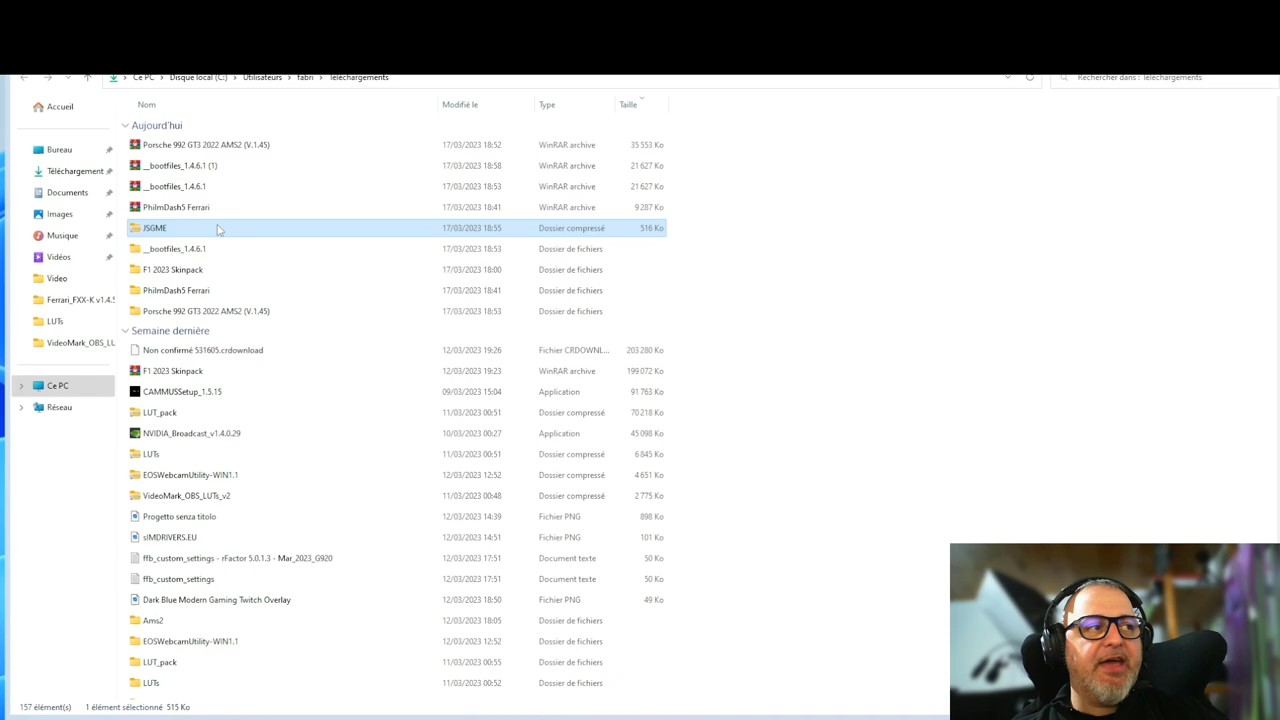 Ce PC > Disque local (C:) > Utilisateurs > fabri > Téléchargements
Rechercher dans : Téléchargements
Accueil
Bureau
Téléchargement
Documents
Images
Musique
Vidéos
Video
Ferrari_FXX-K v1.4.5
LUTs
VideoMark_OBS_LU
Ce PC
Réseau
Nom Modifié le Type Taille
Aujourd'hui
Porsche 992 GT3 2022 AMS2 (V.1.45) 17/03/2023 18:52 WinRAR archive 35 553 Ko
__bootfiles_1.4.6.1 (1) 17/03/2023 18:58 WinRAR archive 21 627 Ko
__bootfiles_1.4.6.1 17/03/2023 18:53 WinRAR archive 21 627 Ko
PhilmDash5 Ferrari 17/03/2023 18:41 WinRAR archive 9 287 Ko
JSGME 17/03/2023 18:55 Dossier compressé 516 Ko
__bootfiles_1.4.6.1 17/03/2023 18:53 Dossier de fichiers
F1 2023 Skinpack 17/03/2023 18:00 Dossier de fichiers
PhilmDash5 Ferrari 17/03/2023 18:41 Dossier de fichiers
Porsche 992 GT3 2022 AMS2 (V.1.45) 17/03/2023 18:53 Dossier de fichiers
Semaine dernière
Non confirmé 531605.crdownload 12/03/2023 19:26 Fichier CRDOWNL... 203 280 Ko
F1 2023 Skinpack 12/03/2023 19:23 WinRAR archive 199 072 Ko
CAMMUSSetup_1.5.15 09/03/2023 15:04 Application 91 763 Ko
LUT_pack 11/03/2023 00:51 Dossier compressé 70 218 Ko
NVIDIA_Broadcast_v1.4.0.29 10/03/2023 00:27 Application 45 098 Ko
LUTs 11/03/2023 00:51 Dossier compressé 6 845 Ko
EOSWebcamUtility-WIN1.1 12/03/2023 12:52 Dossier compressé 4 651 Ko
VideoMark_OBS_LUTs_v2 11/03/2023 00:48 Dossier compressé 2 775 Ko
Progetto senza titolo 12/03/2023 14:39 Fichier PNG 898 Ko
sIMDRIVERS.EU 12/03/2023 14:51 Fichier PNG 101 Ko
ffb_custom_settings - rFactor 5.0.1.3 - Mar_2023_G920 12/03/2023 17:51 Document texte 50 Ko
ffb_custom_settings 12/03/2023 17:51 Document texte 50 Ko
Dark Blue Modern Gaming Twitch Overlay 12/03/2023 18:50 Fichier PNG 49 Ko
Ams2 12/03/2023 18:05 Dossier de fichiers
EOSWebcamUtility-WIN1.1 12/03/2023 12:52 Dossier de fichiers
LUT_pack 11/03/2023 00:55 Dossier de fichiers
LUTs 11/03/2023 00:52 Dossier de fichiers
157 élément(s) 1 élément sélectionné 515 Ko